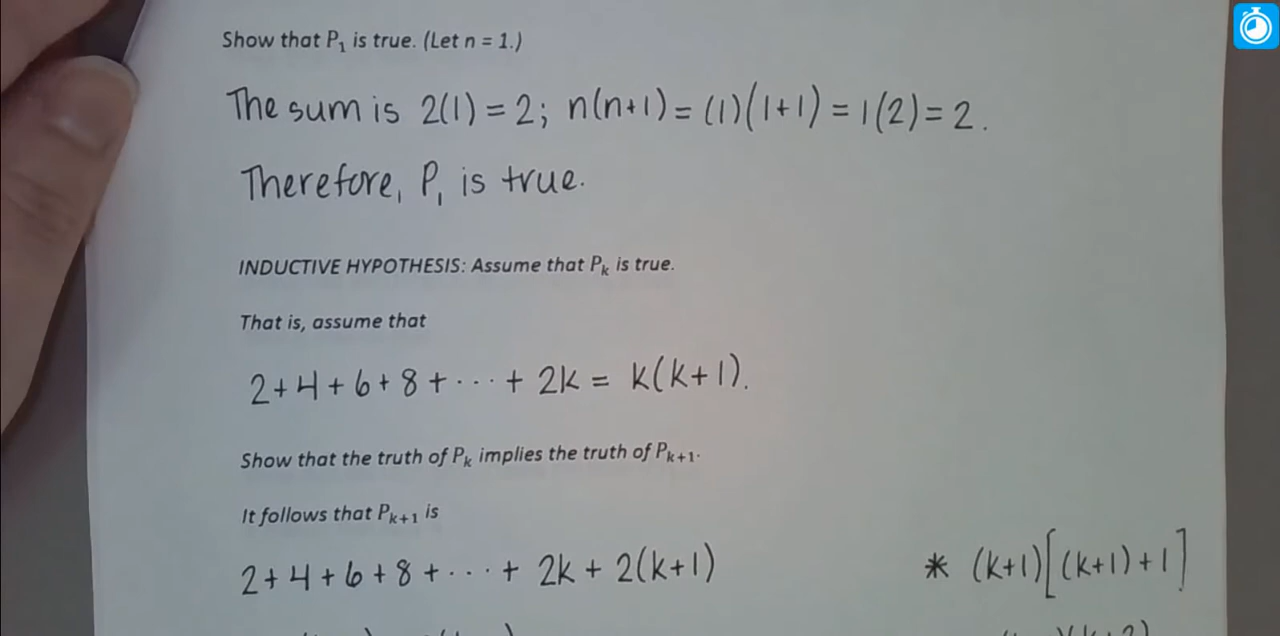 Show that P₁ is true. (Let n = 1.)
The sum is 2(1) = 2; n(n+1) = (1)(1+1) = 1(2) = 2.
Therefore, P₁ is true.
INDUCTIVE HYPOTHESIS: Assume that Pₖ is true.
That is, assume that
2+4+6+8+···+2k = k(k+1).
Show that the truth of Pₖ implies the truth of Pₖ₊₁.
It follows that Pₖ₊₁ is
2+4+6+8+···+ 2k + 2(k+1)
* (k+1)[(k+1)+1]